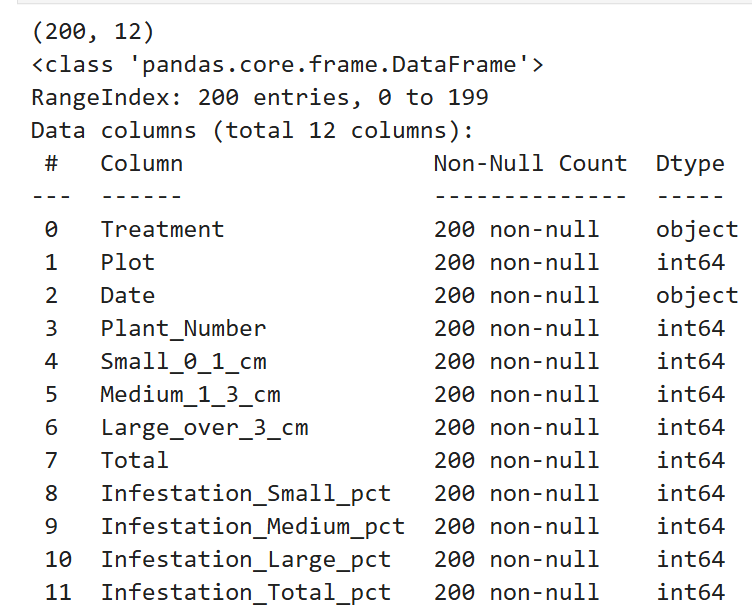 (200, 12)
<class 'pandas.core.frame.DataFrame'>
RangeIndex: 200 entries, 0 to 199
Data columns (total 12 columns):
 #   Column                  Non-Null Count  Dtype
---  ------                  --------------  -----
 0   Treatment               200 non-null    object
 1   Plot                    200 non-null    int64
 2   Date                    200 non-null    object
 3   Plant_Number            200 non-null    int64
 4   Small_0_1_cm            200 non-null    int64
 5   Medium_1_3_cm           200 non-null    int64
 6   Large_over_3_cm         200 non-null    int64
 7   Total                   200 non-null    int64
 8   Infestation_Small_pct   200 non-null    int64
 9   Infestation_Medium_pct  200 non-null    int64
 10  Infestation_Large_pct   200 non-null    int64
 11  Infestation_Total_pct   200 non-null    int64